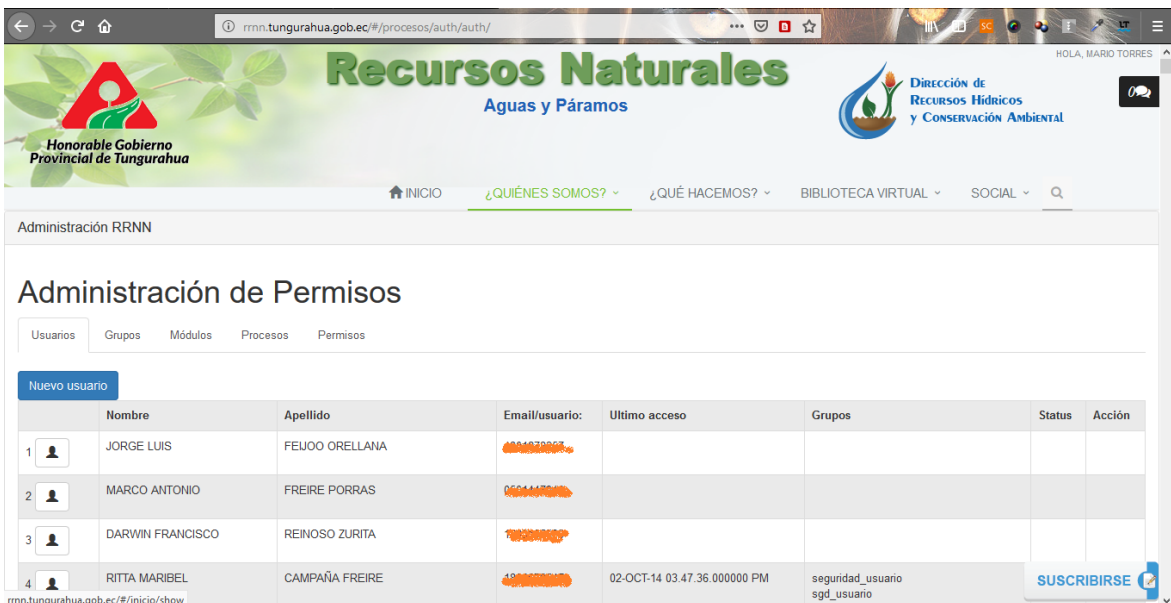 rrnn.tungurahua.gob.ec/#/procesos/auth/auth/
HOLA, MARIO TORRES
Recursos Naturales
Aguas y Páramos
Honorable Gobierno
Provincial de Tungurahua
Dirección de
Recursos Hídricos
y Conservación Ambiental
0
INICIO ¿QUIÉNES SOMOS? ¿QUÉ HACEMOS? BIBLIOTECA VIRTUAL SOCIAL
Administración RRNN
Administración de Permisos
Usuarios Grupos Módulos Procesos Permisos
Nuevo usuario
Nombre Apellido Email/usuario: Ultimo acceso Grupos Status Acción
1 JORGE LUIS FEIJOO ORELLANA
2 MARCO ANTONIO FREIRE PORRAS
3 DARWIN FRANCISCO REINOSO ZURITA
4 RITTA MARIBEL CAMPAÑA FREIRE 02-OCT-14 03.47.36.000000 PM seguridad_usuario
sgd_usuario
SUSCRIBIRSE
rrnn.tungurahua.gob.ec/#/inicio/show